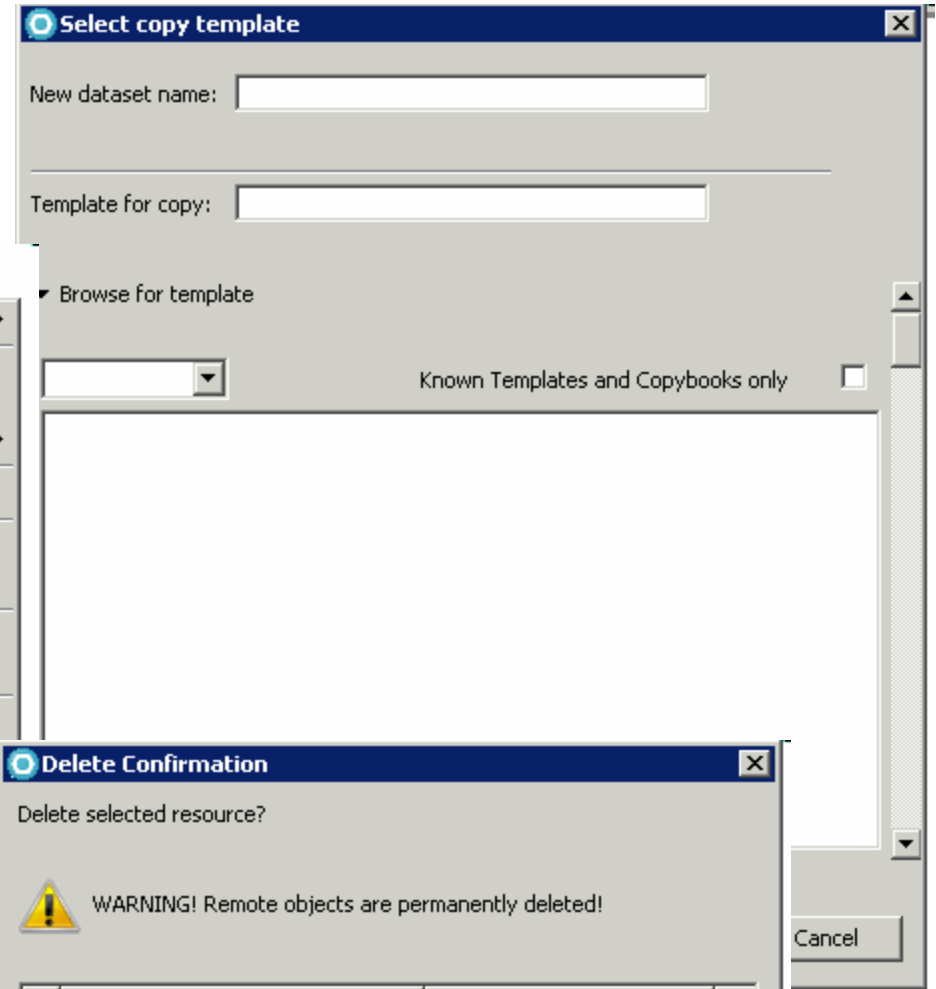 Select copy template
New dataset name:
Template for copy:
Browse for template
Known Templates and Copybooks only
Delete Confirmation
Delete selected resource?
WARNING! Remote objects are permanently deleted!
Cancel